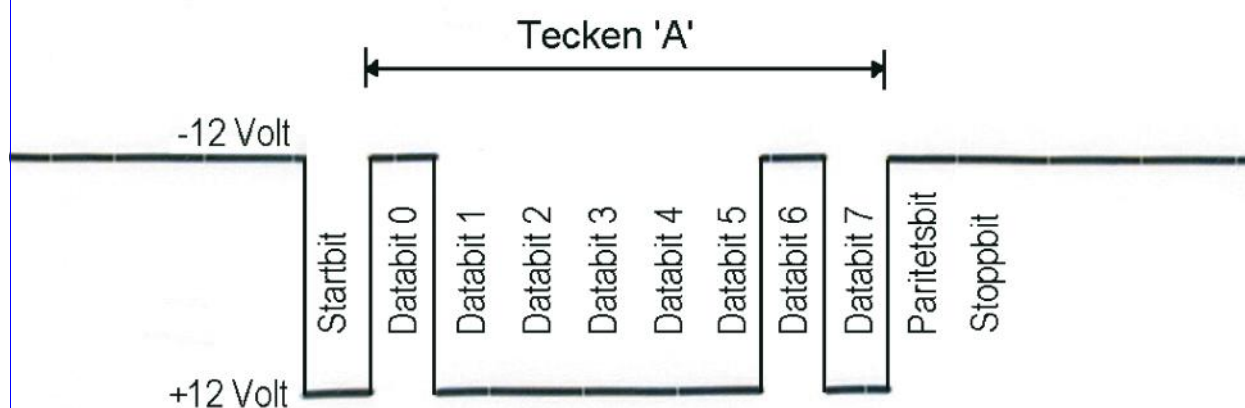 Tecken 'A'
-12 Volt
Startbit
Databit 0
Databit 1
Databit 2
Databit 3
Databit 4
Databit 5
Databit 6
Databit 7
Paritetsbit
Stoppbit
+12 Volt